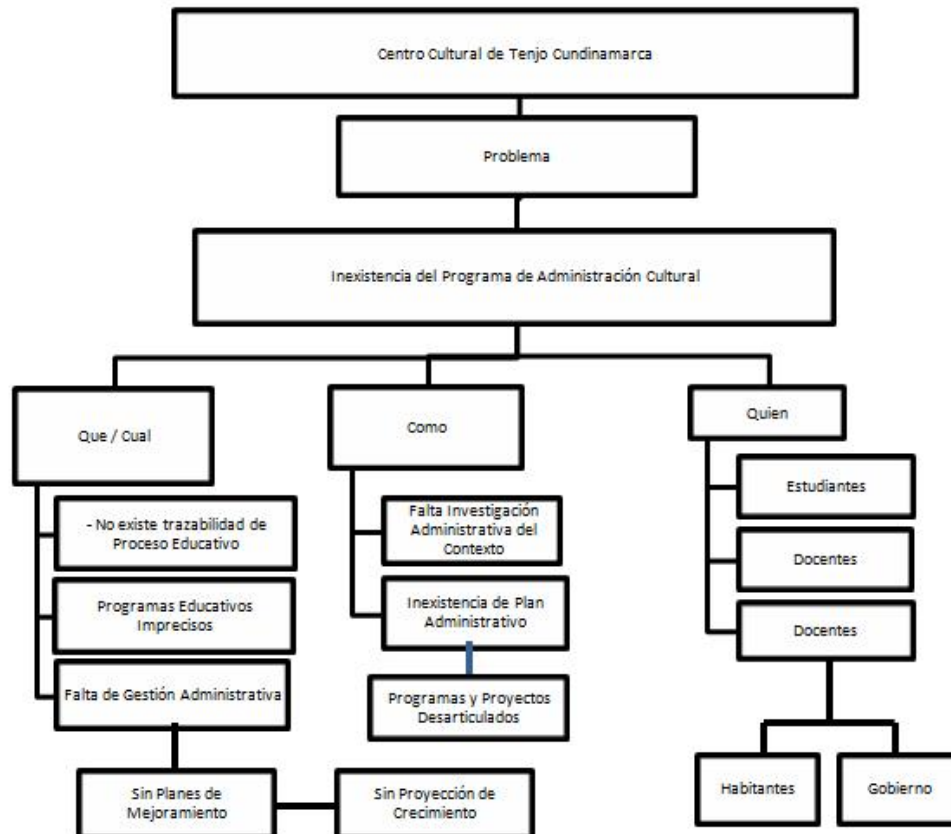 Centro Cultural de Tenjo Cundinamarca
Problema
Inexistencia del Programa de Administración Cultural
Que / Cual
- No existe trazabilidad de
Proceso Educativo
Programas Educativos
Imprecisos
Falta de Gestión Administrativa
Sin Planes de
Mejoramiento
Sin Proyección de
Crecimiento
Como
Falta Investigación
Administrativa del
Contexto
Inexistencia de Plan
Administrativo
Programas y Proyectos
Desarticulados
Quien
Estudiantes
Docentes
Docentes
Habitantes
Gobierno